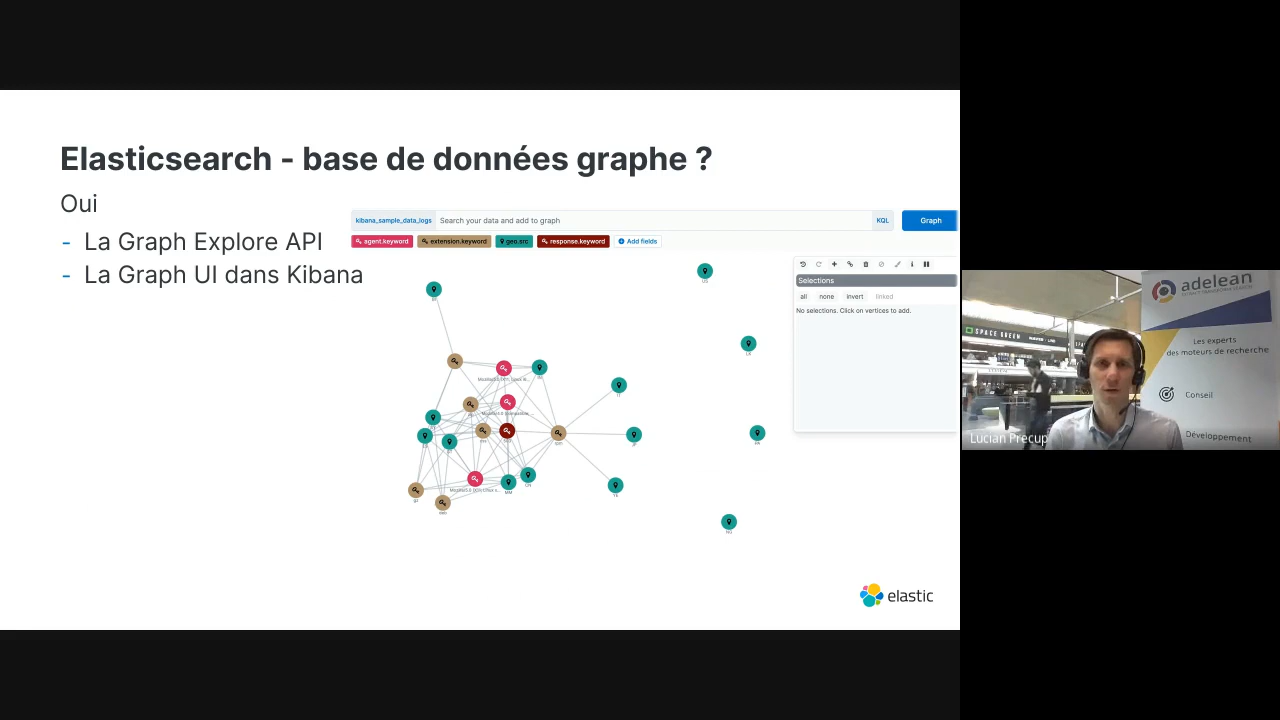 Elasticsearch - base de données graphe ?
Oui
- La Graph Explore API
- La Graph UI dans Kibana
kibana_sample_data_logs
Search your data and add to graph
KQL
Graph
agent.keyword
extension.keyword
geo.src
response.keyword
Add fields
Selections
all none invert linked
No selections. Click on vertices to add.
elastic
adelean
Les experts
des moteurs de recherche
Conseil
Développement
SPACE GREEN
Lucian Precup